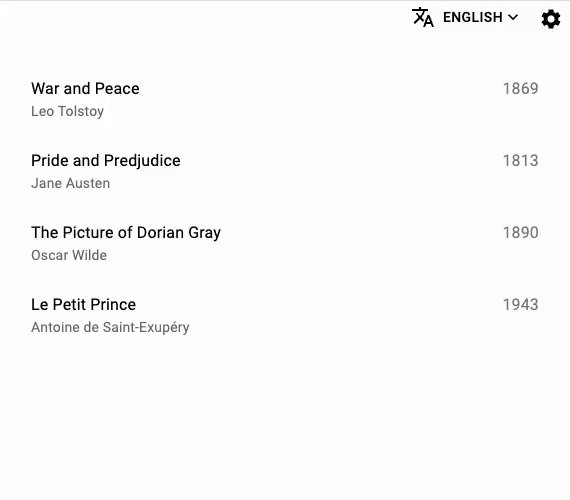 ENGLISH
War and Peace 1869
Leo Tolstoy
Pride and Predjudice 1813
Jane Austen
The Picture of Dorian Gray 1890
Oscar Wilde
Le Petit Prince 1943
Antoine de Saint-Exupéry